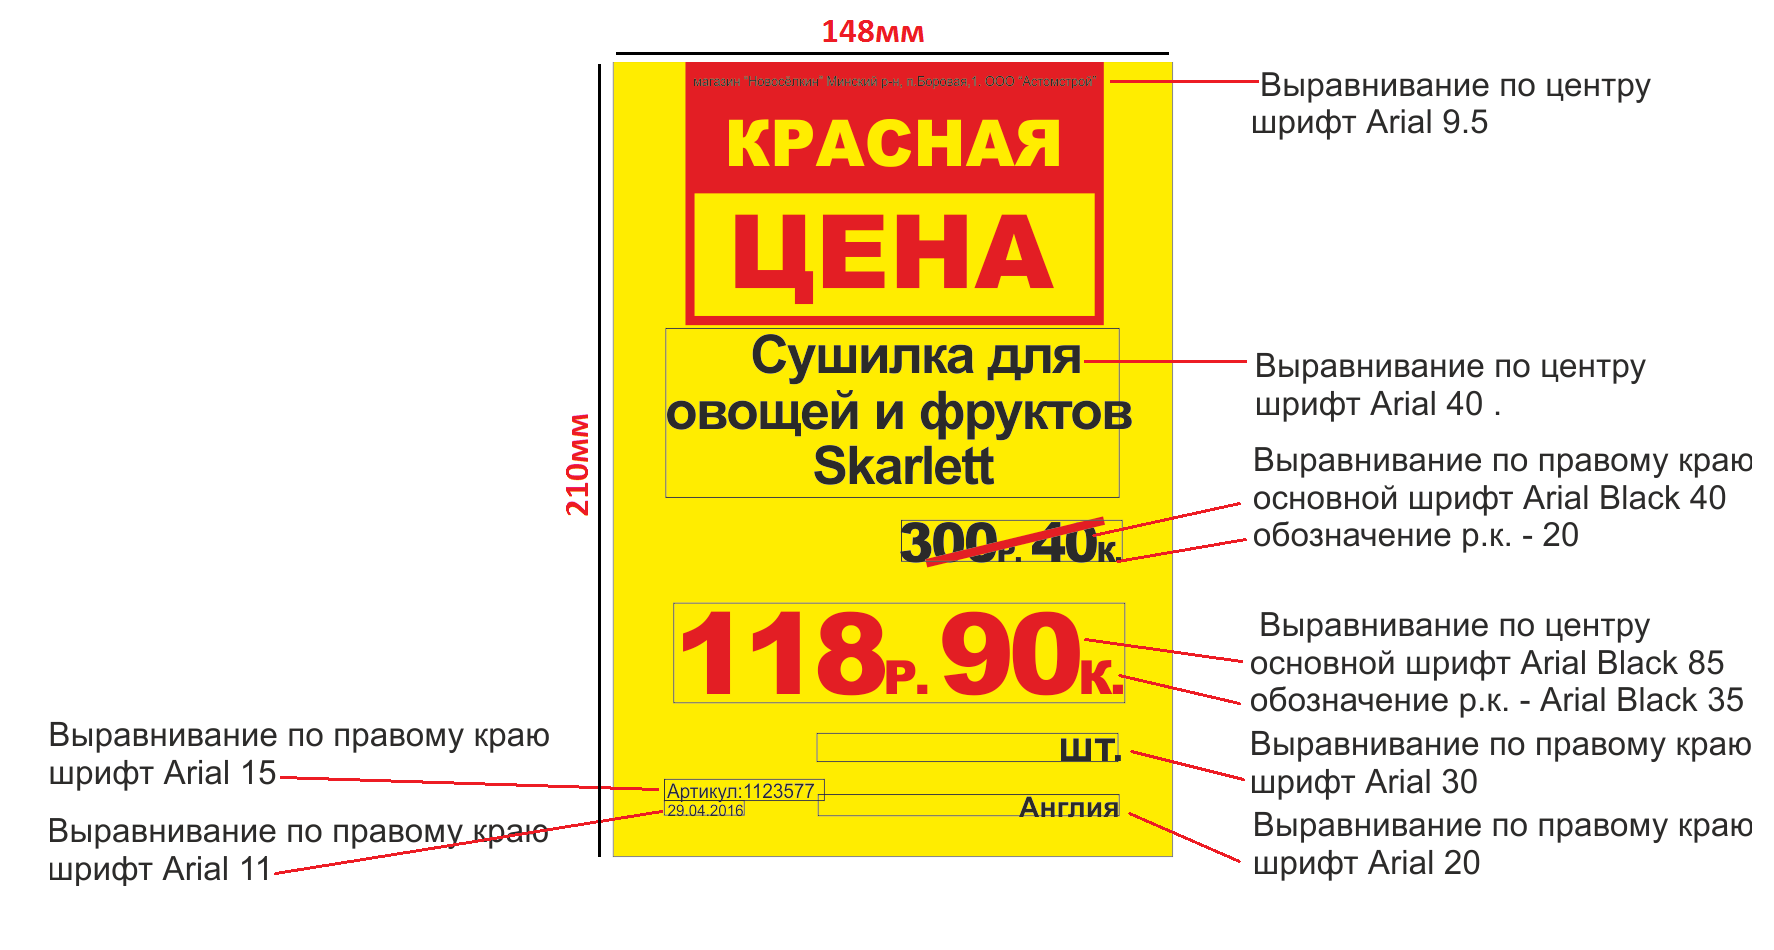 148мм
210мм
магазин "Новосёлкин" Минский р-н, п.Боровая,1. ООО "Астомстрой"
КРАСНАЯ
ЦЕНА
Сушилка для
овощей и фруктов
Skarlett
300Р. 40К.
118Р. 90К.
шт.
Артикул:1123577
29.04.2016
Англия
Выравнивание по центру
шрифт Arial 9.5
Выравнивание по центру
шрифт Arial 40 .
Выравнивание по правому краю
основной шрифт Arial Black 40
обозначение р.к. - 20
Выравнивание по центру
основной шрифт Arial Black 85
обозначение р.к. - Arial Black 35
Выравнивание по правому краю
шрифт Arial 30
Выравнивание по правому краю
шрифт Arial 20
Выравнивание по правому краю
шрифт Arial 15
Выравнивание по правому краю
шрифт Arial 11